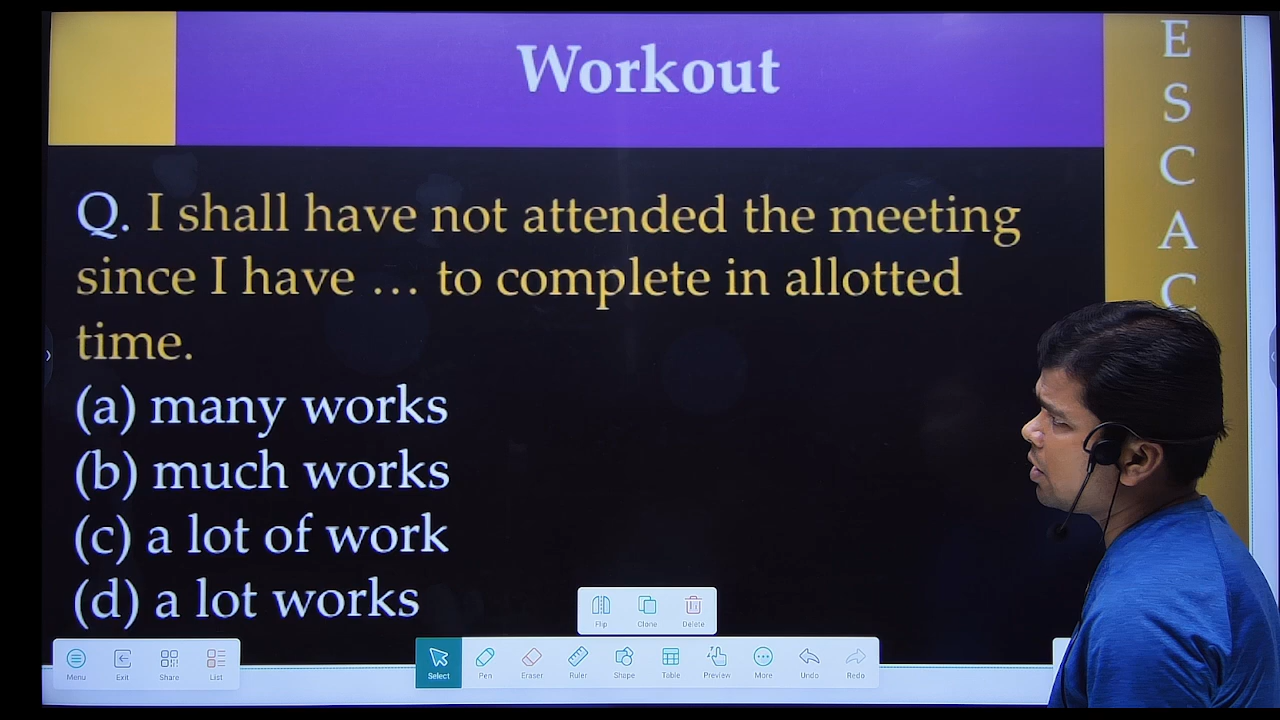 Workout
E
S
C
A
C
Q. I shall have not attended the meeting
since I have ... to complete in allotted
time.
(a) many works
(b) much works
(c) a lot of work
(d) a lot works
Flip Clone Delete
Menu Exit Share List
Select Pen Eraser Ruler Shape Table Preview More Undo Redo